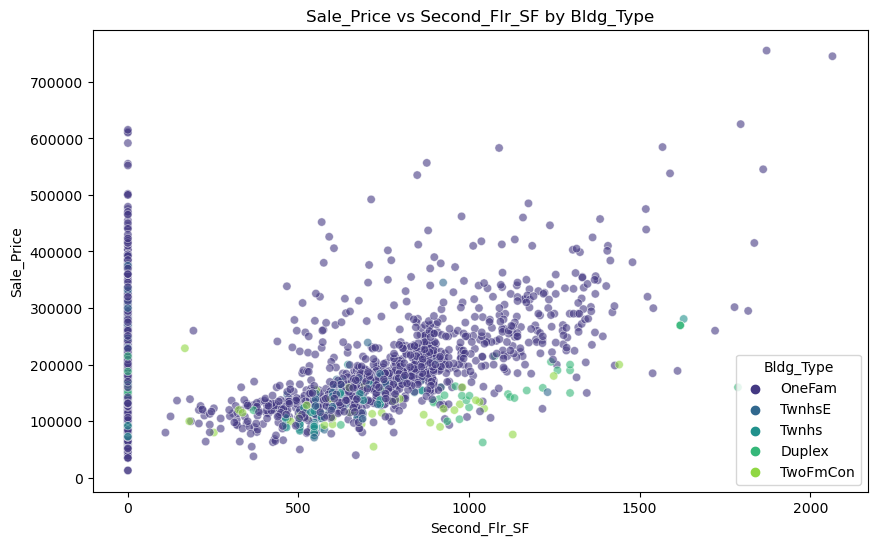 Sale_Price vs Second_Flr_SF by Bldg_Type
Sale_Price
700000
600000
500000
400000
300000
200000
100000
0
0
500
1000
1500
2000
Second_Flr_SF
Bldg_Type
OneFam
TwnhsE
Twnhs
Duplex
TwoFmCon